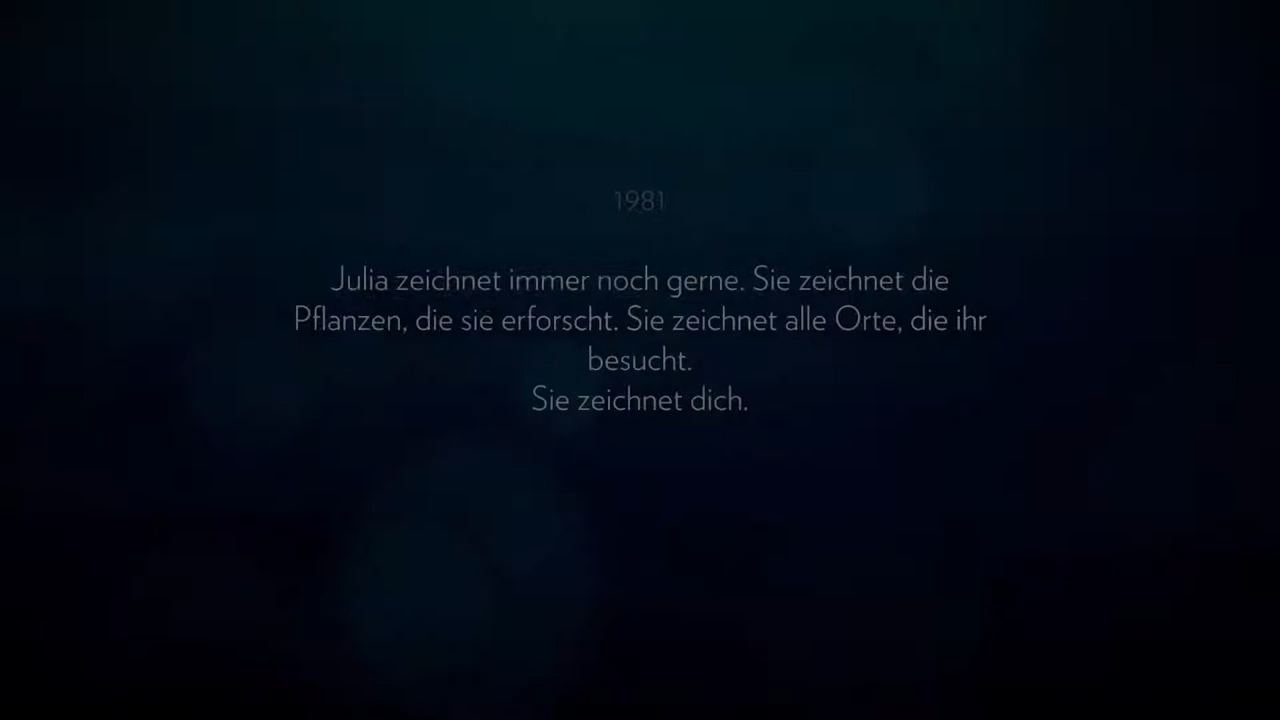 1981
Julia zeichnet immer noch gerne. Sie zeichnet die
Pflanzen, die sie erforscht. Sie zeichnet alle Orte, die ihr
besucht.
Sie zeichnet dich.